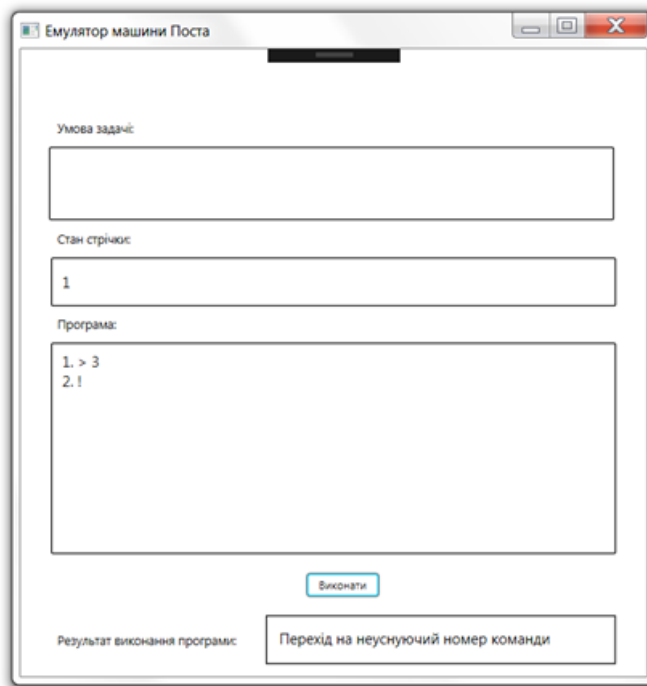 Емулятор машини Поста
Умова задачі:
Стан стрічки:
1
Програма:
1. > 3
2. !
Виконати
Результат виконання програми:
Перехід на неуснуючий номер команди